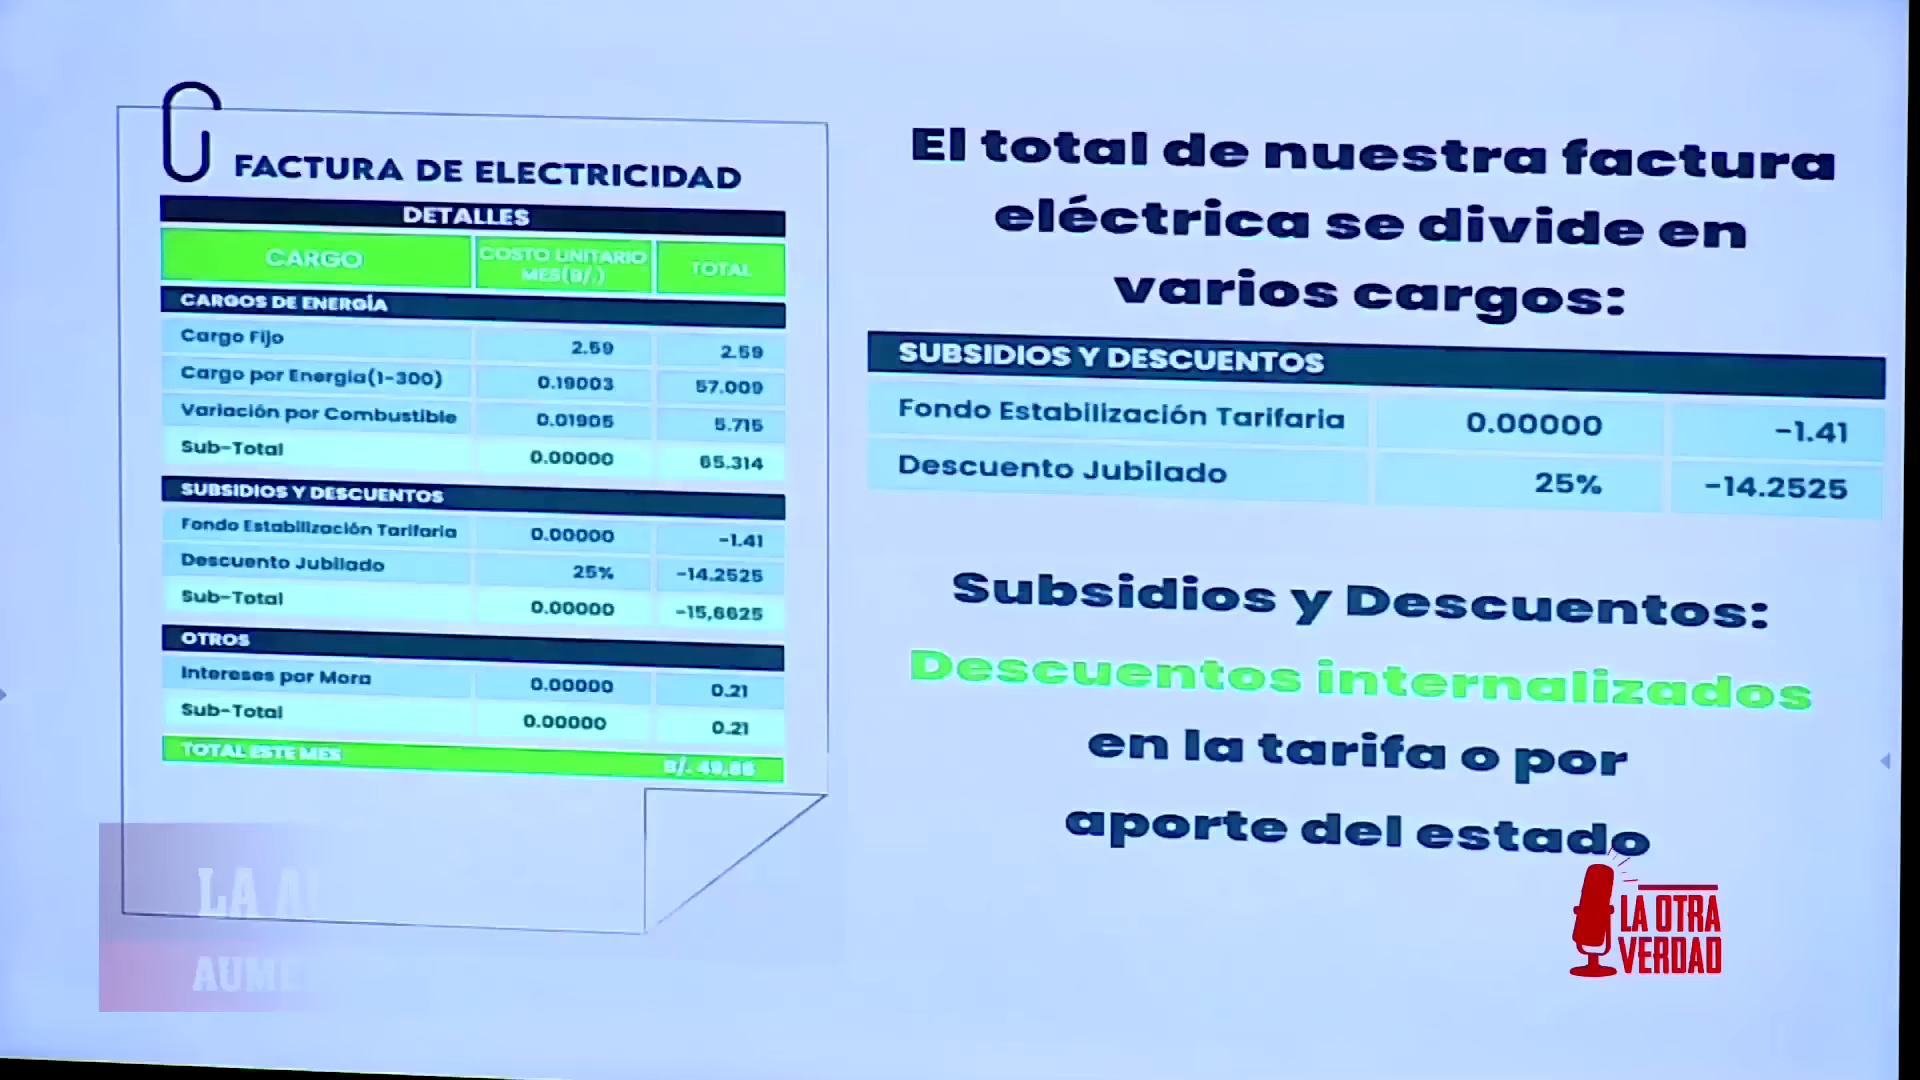 FACTURA DE ELECTRICIDAD
DETALLES
CARGO COSTO UNITARIO MES(B/.) TOTAL
CARGOS DE ENERGÍA
Cargo Fijo 2.59 2.59
Cargo por Energía(1-300) 0.19003 57.009
Variación por Combustible 0.01905 5.715
Sub-Total 0.00000 65.314
SUBSIDIOS Y DESCUENTOS
Fondo Estabilización Tarifaria 0.00000 -1.41
Descuento Jubilado 25% -14.2525
Sub-Total 0.00000 -15,6625
OTROS
Intereses por Mora 0.00000 0.21
Sub-Total 0.00000 0.21
TOTAL ESTE MES B/. 49,86
El total de nuestra factura
eléctrica se divide en
varios cargos:
SUBSIDIOS Y DESCUENTOS
Fondo Estabilización Tarifaria 0.00000 -1.41
Descuento Jubilado 25% -14.2525
Subsidios y Descuentos:
Descuentos internalizados
en la tarifa o por
aporte del estado
LA OTRA
VERDAD
LA